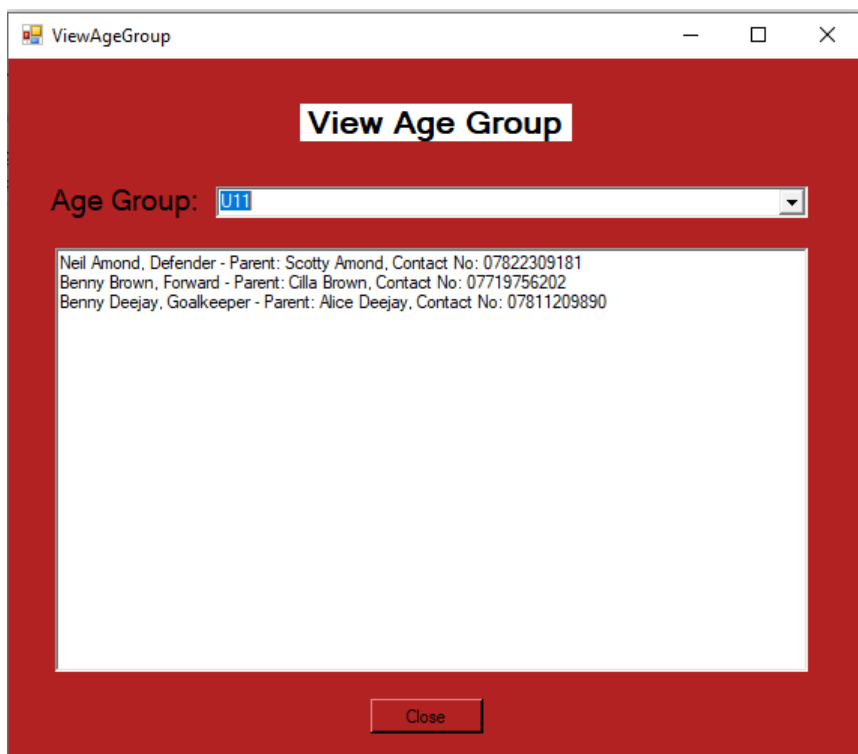 ViewAgeGroup
View Age Group
Age Group: U11
Neil Amond, Defender - Parent: Scotty Amond, Contact No: 07822309181
Benny Brown, Forward - Parent: Cilla Brown, Contact No: 07719756202
Benny Deejay, Goalkeeper - Parent: Alice Deejay, Contact No: 07811209890
Close